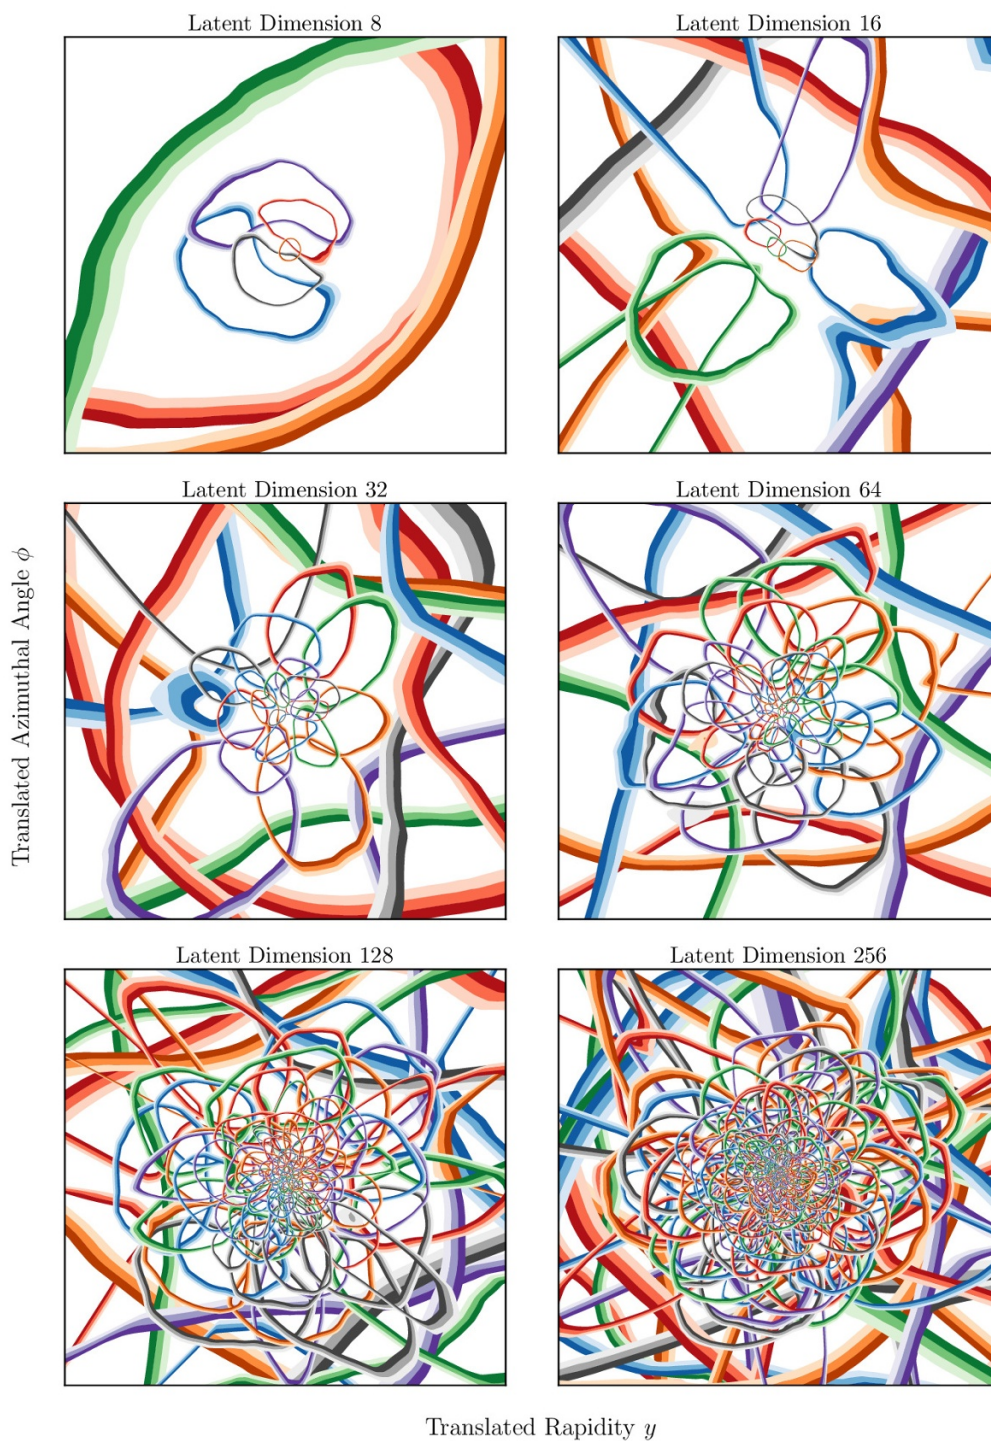 Latent Dimension 8
Latent Dimension 16
Latent Dimension 32
Latent Dimension 64
Translated Azimuthal Angle ϕ
Latent Dimension 128
Latent Dimension 256
Translated Rapidity y